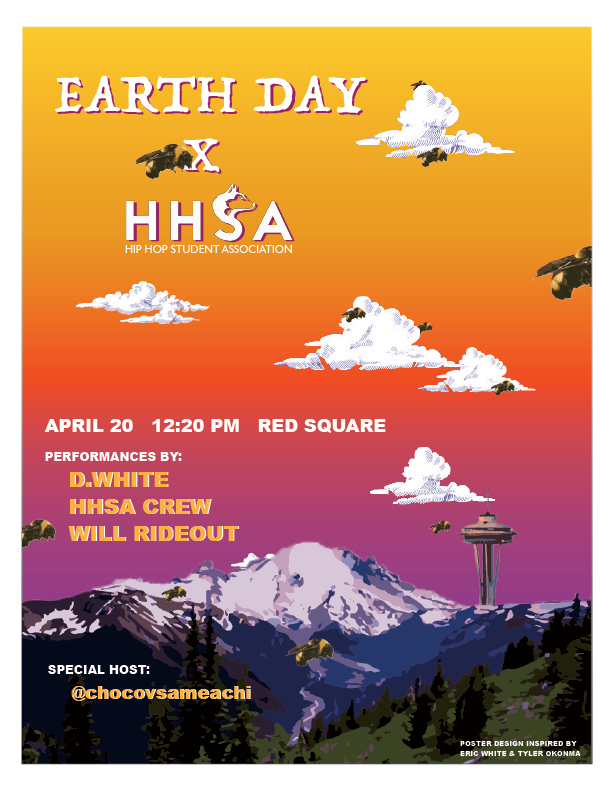 EARTH DAY
X
HHSA
HIP HOP STUDENT ASSOCIATION
APRIL 20 12:20 PM RED SQUARE
PERFORMANCES BY:
D.WHITE
HHSA CREW
WILL RIDEOUT
SPECIAL HOST:
@chocovsameachi
POSTER DESIGN INSPIRED BY
ERIC WHITE & TYLER OKONMA